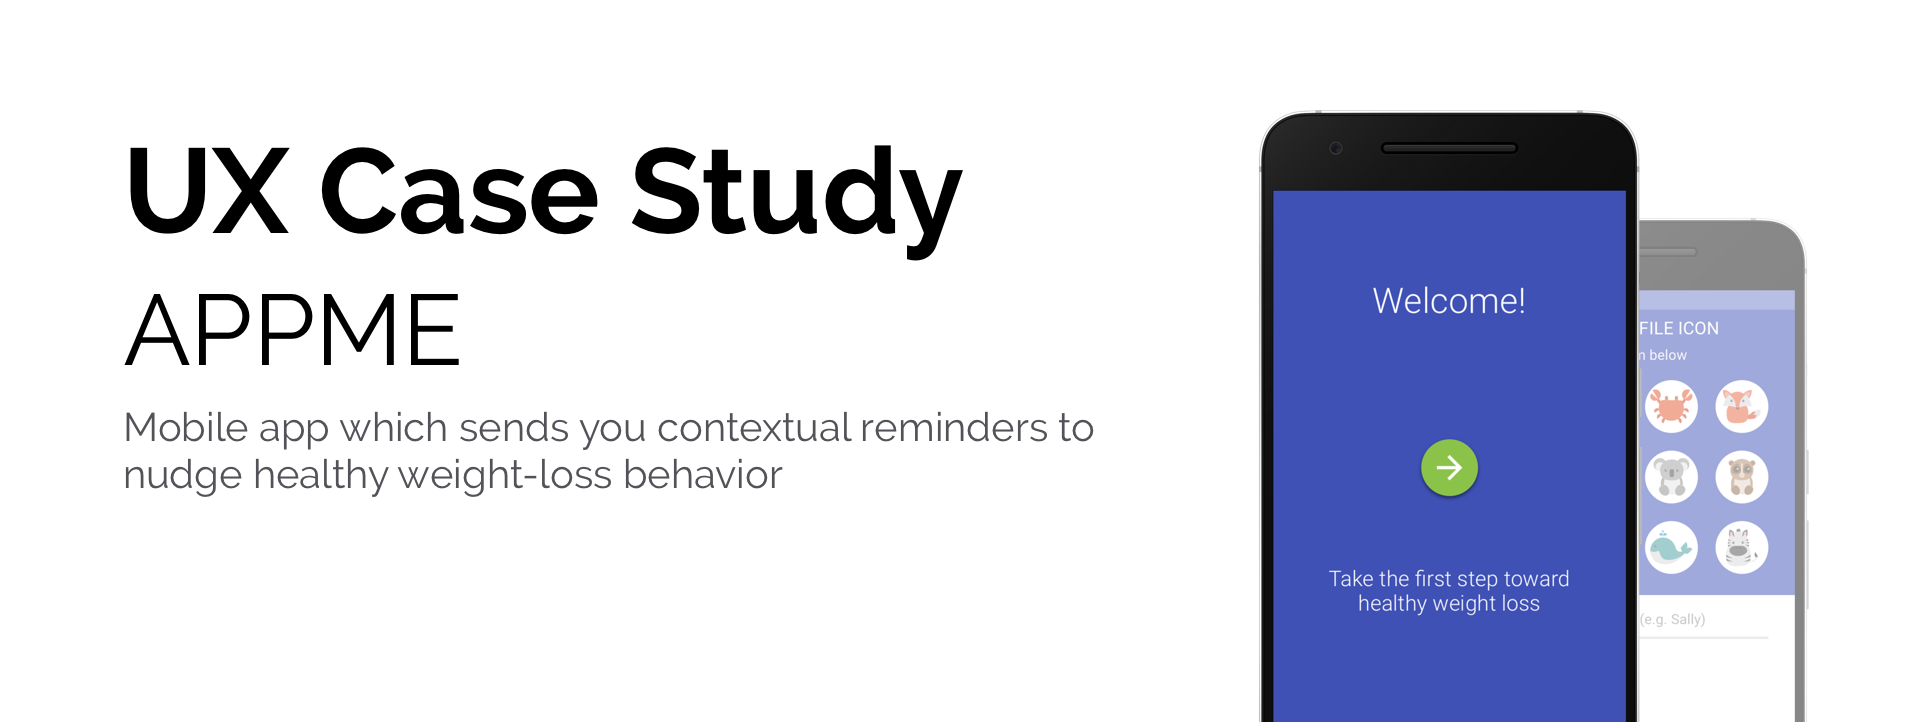 UX Case Study
APPME
Mobile app which sends you contextual reminders to
nudge healthy weight-loss behavior
Welcome!
Take the first step toward
healthy weight loss
FILE ICON
below
(e.g. Sally)